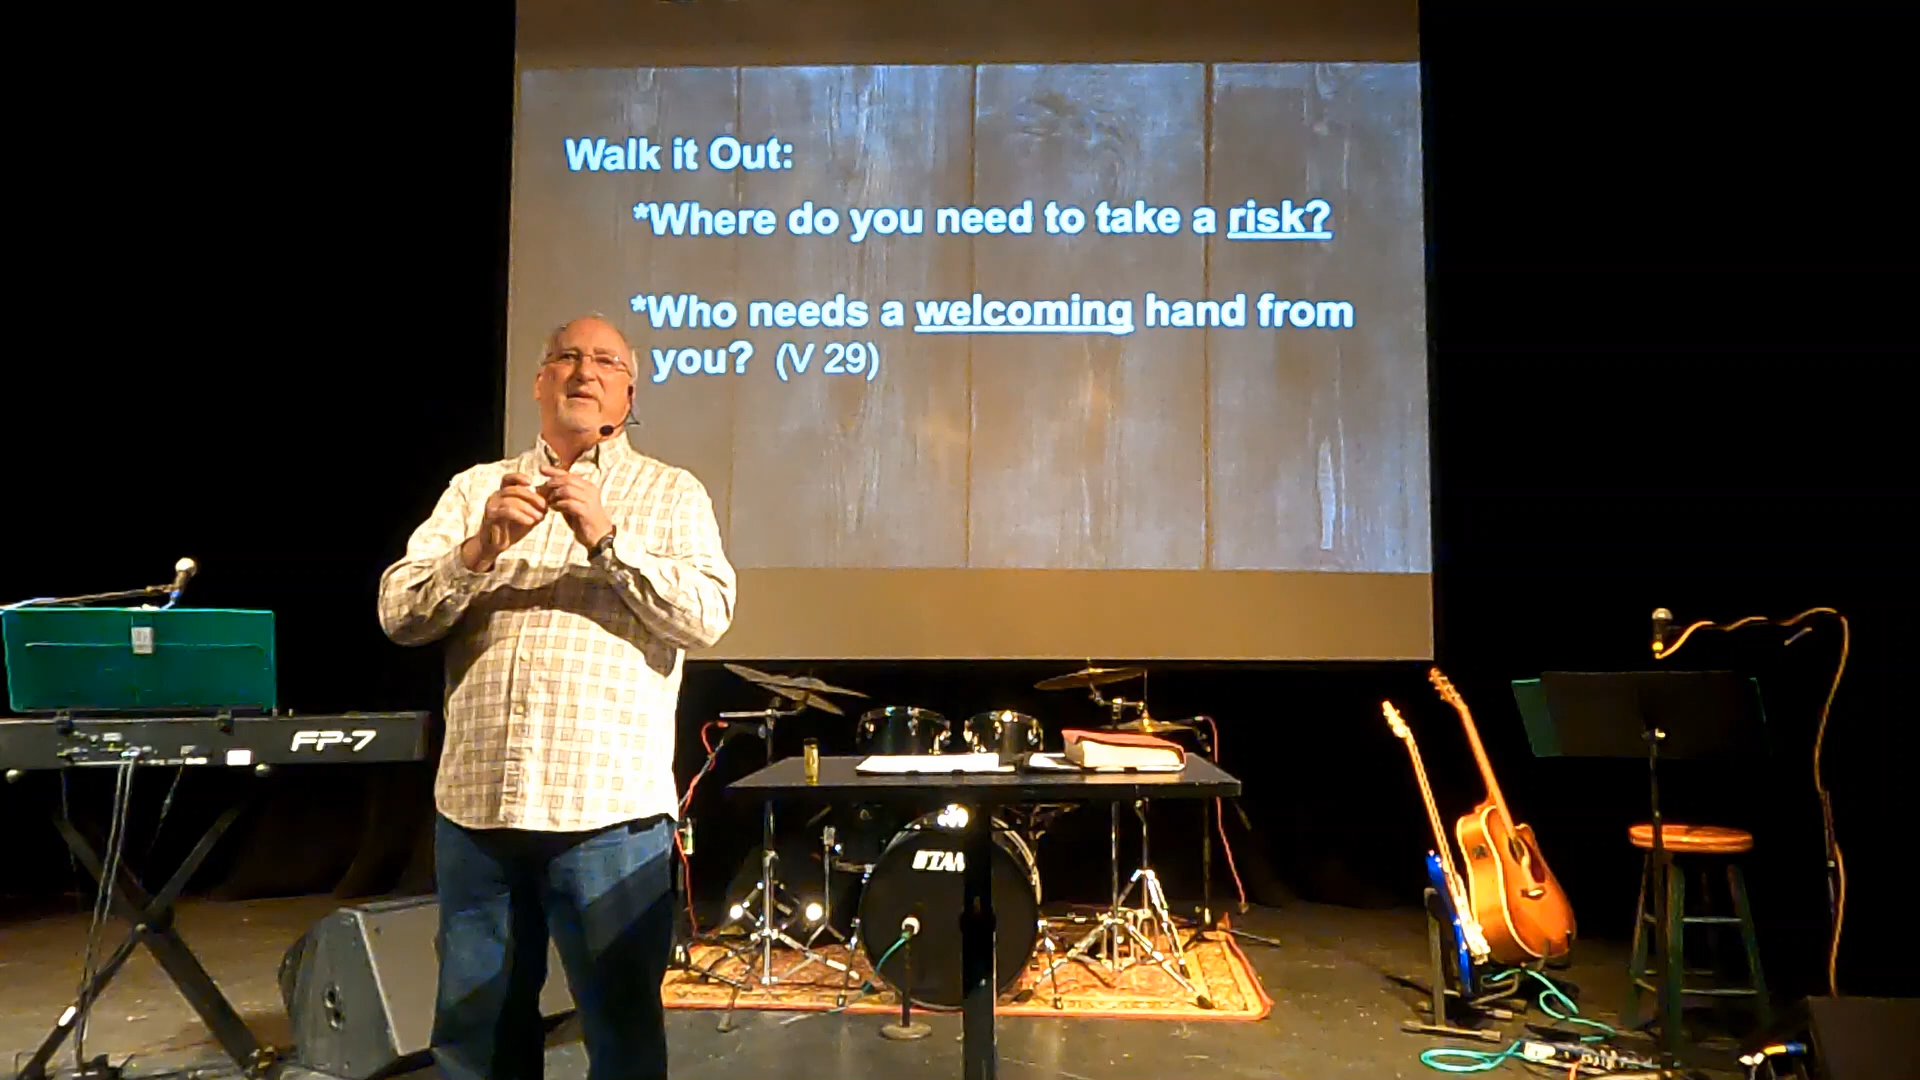 Walk it Out:
*Where do you need to take a risk?
*Who needs a welcoming hand from
you? (V 29)
FP-7